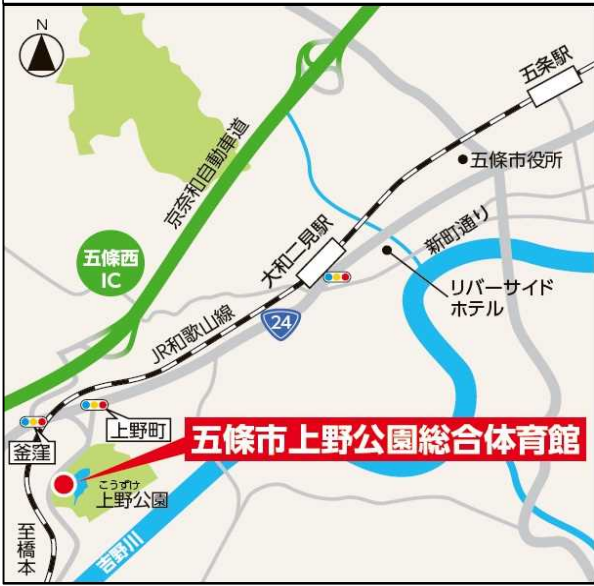 N
五条駅
京奈和自動車道
五條市役所
大和二見駅
新町通り
五條西
IC
リバーサイド
ホテル
JR和歌山線
24
上野町
釜窪
五條市上野公園総合体育館
こうずけ
上野公園
至橋本
吉野川